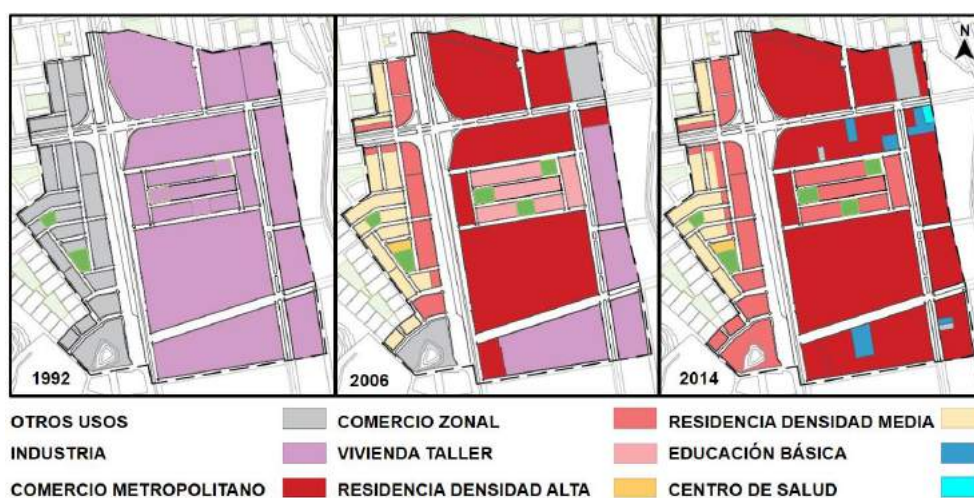 N
1992
2006
2014
OTROS USOS COMERCIO ZONAL RESIDENCIA DENSIDAD MEDIA
INDUSTRIA VIVIENDA TALLER EDUCACIÓN BÁSICA
COMERCIO METROPOLITANO RESIDENCIA DENSIDAD ALTA CENTRO DE SALUD